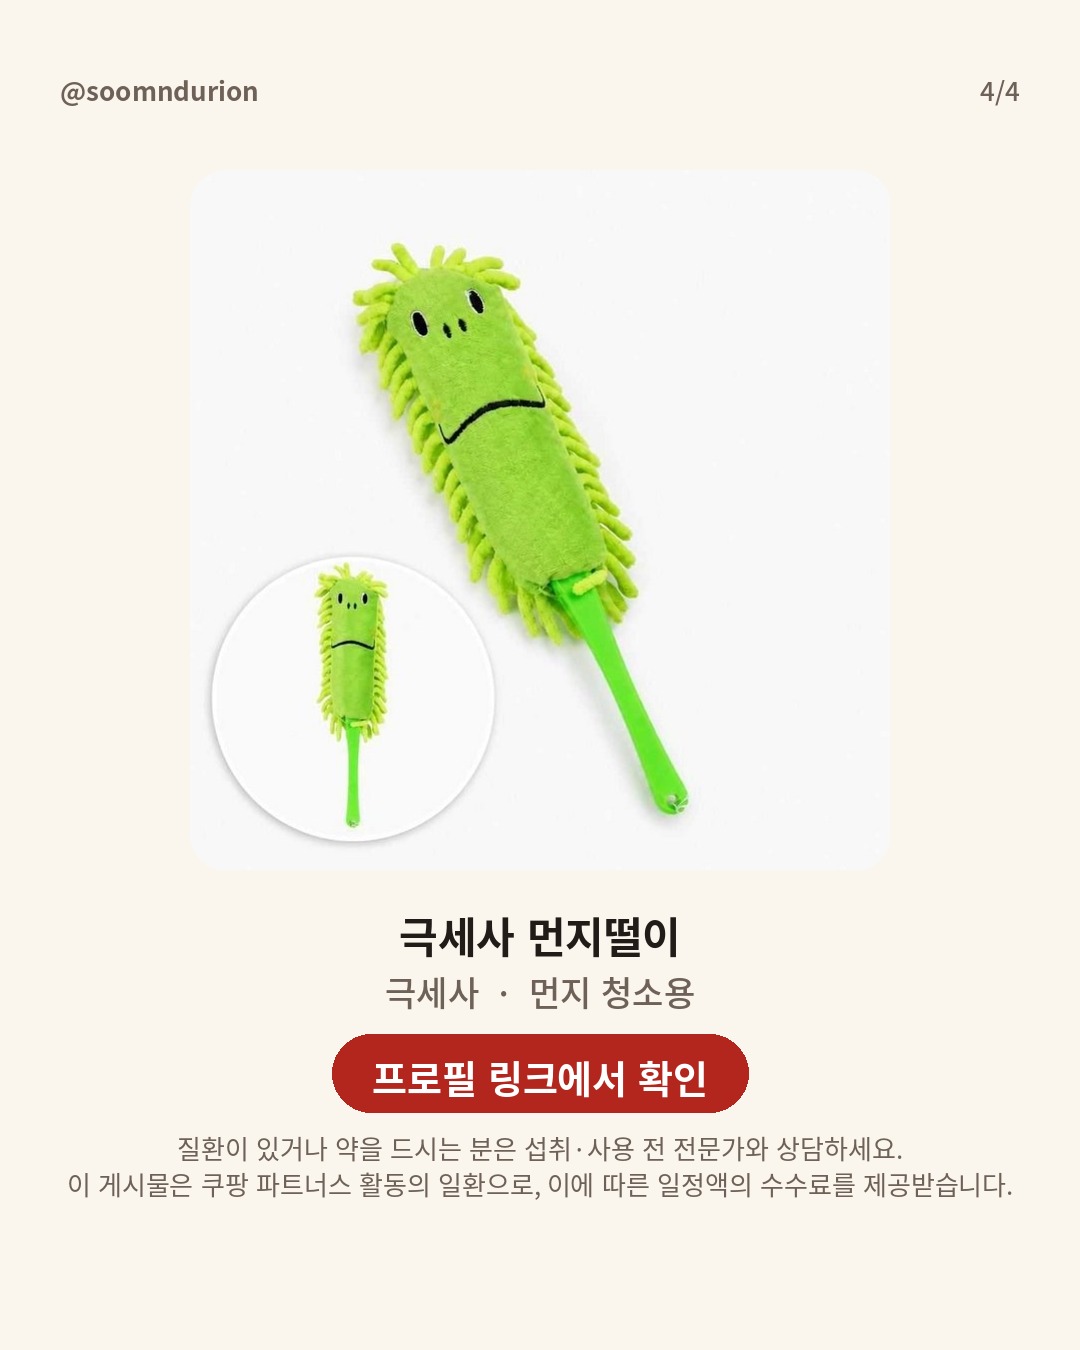 @soomndurion
4/4
극세사 먼지떨이
극세사 · 먼지 청소용
프로필 링크에서 확인
질환이 있거나 약을 드시는 분은 섭취·사용 전 전문가와 상담하세요.
이 게시물은 쿠팡 파트너스 활동의 일환으로, 이에 따른 일정액의 수수료를 제공받습니다.